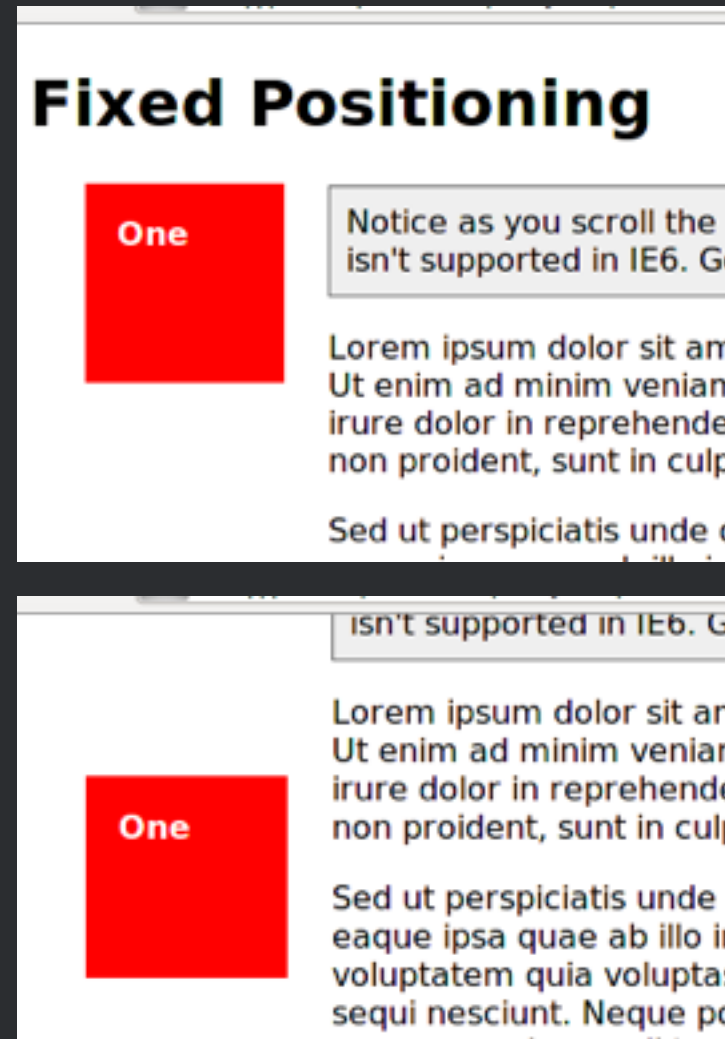 Fixed Positioning
One
Notice as you scroll the
isn't supported in IE6. G
Lorem ipsum dolor sit am
Ut enim ad minim venian
irure dolor in reprehende
non proident, sunt in culp
Sed ut perspiciatis unde
isn't supported in IE6. G
Lorem ipsum dolor sit
Ut enim ad minim
irure dolor in reprehende
non proident, sunt in culp
One
Sed ut perspiciatis unde
eaque ipsa quae ab illo
voluptatem quia volupta
sequi nesciunt. Neque